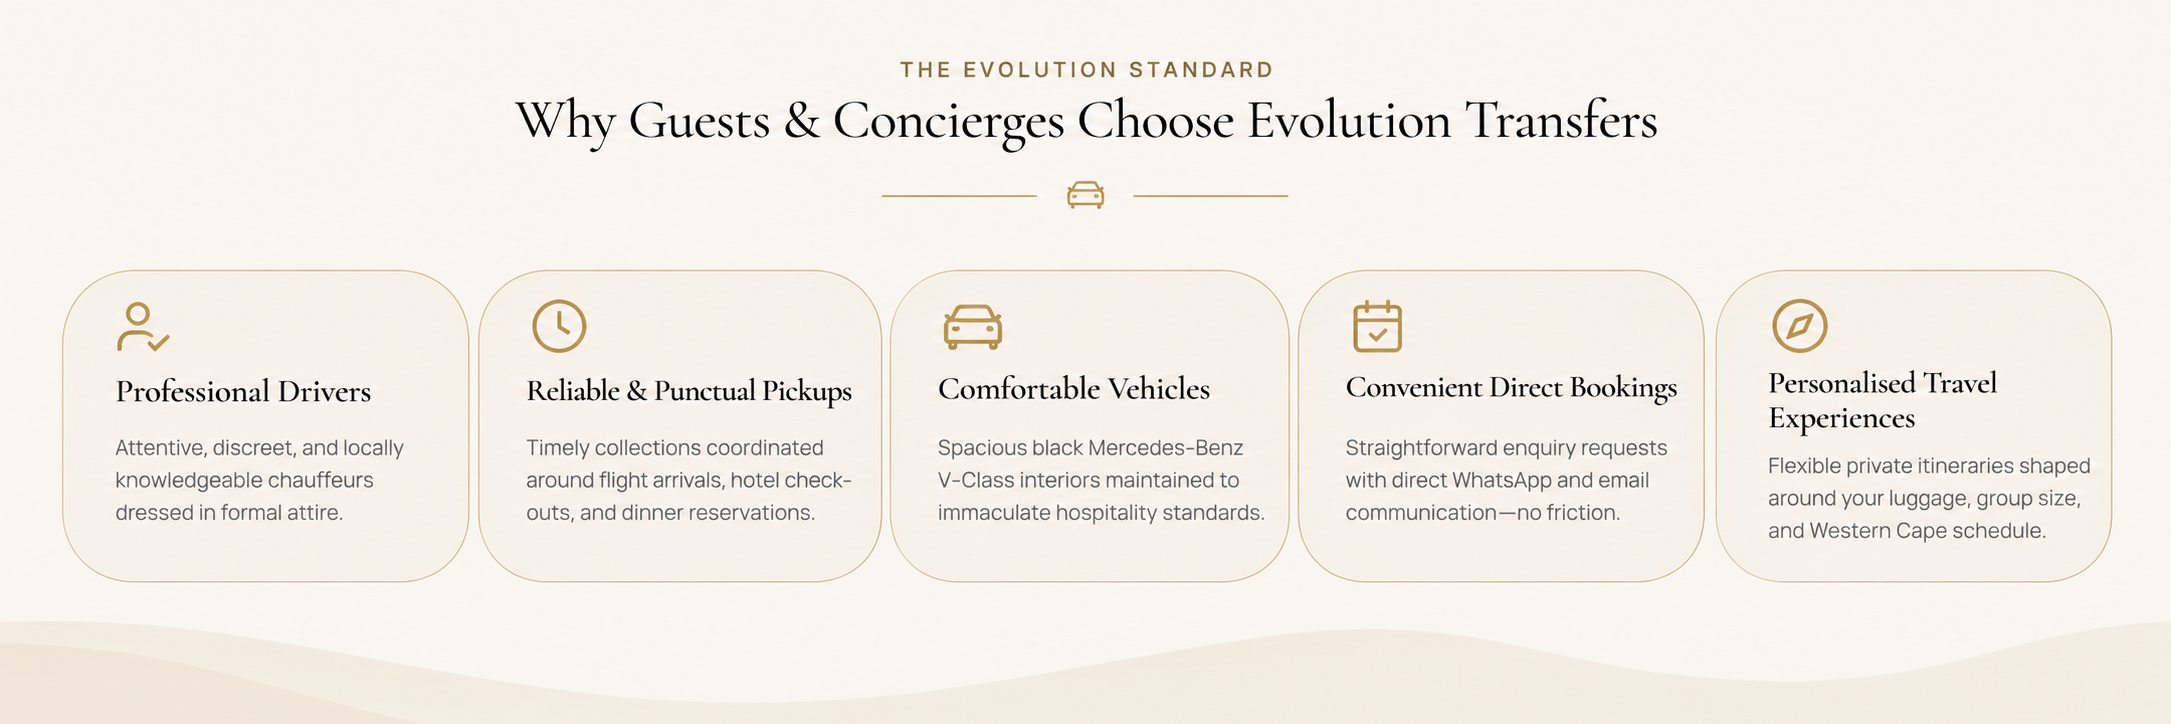 THE EVOLUTION STANDARD
Why Guests & Concierges Choose Evolution Transfers
Professional Drivers
Attentive, discreet, and locally
knowledgeable chauffeurs
dressed in formal attire.
Reliable & Punctual Pickups
Timely collections coordinated
around flight arrivals, hotel check-
outs, and dinner reservations.
Comfortable Vehicles
Spacious black Mercedes-Benz
V-Class interiors maintained to
immaculate hospitality standards.
Convenient Direct Bookings
Straightforward enquiry requests
with direct WhatsApp and email
communication—no friction.
Personalised Travel
Experiences
Flexible private itineraries shaped
around your luggage, group size,
and Western Cape schedule.